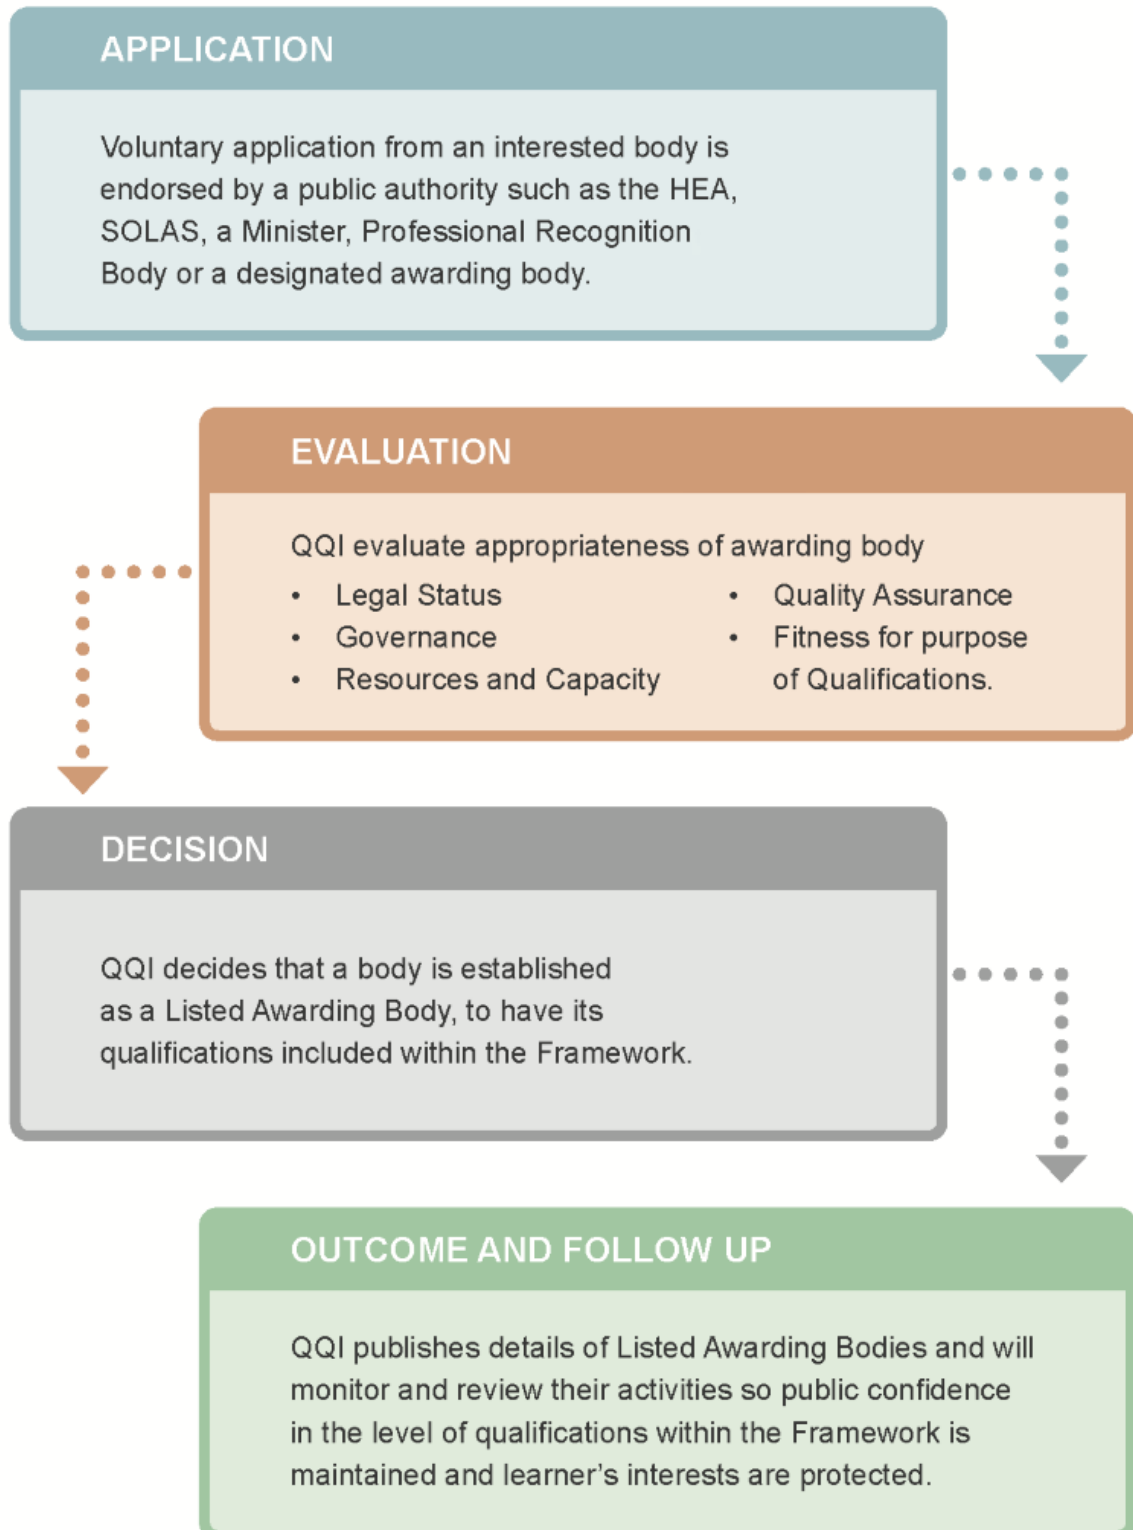 APPLICATION
Voluntary application from an interested body is
endorsed by a public authority such as the HEA,
SOLAS, a Minister, Professional Recognition
Body or a designated awarding body.
EVALUATION
QQI evaluate appropriateness of awarding body
• Legal Status
• Governance
• Resources and Capacity
• Quality Assurance
• Fitness for purpose
of Qualifications.
DECISION
QQI decides that a body is established
as a Listed Awarding Body, to have its
qualifications included within the Framework.
OUTCOME AND FOLLOW UP
QQI publishes details of Listed Awarding Bodies and will
monitor and review their activities so public confidence
in the level of qualifications within the Framework is
maintained and learner’s interests are protected.